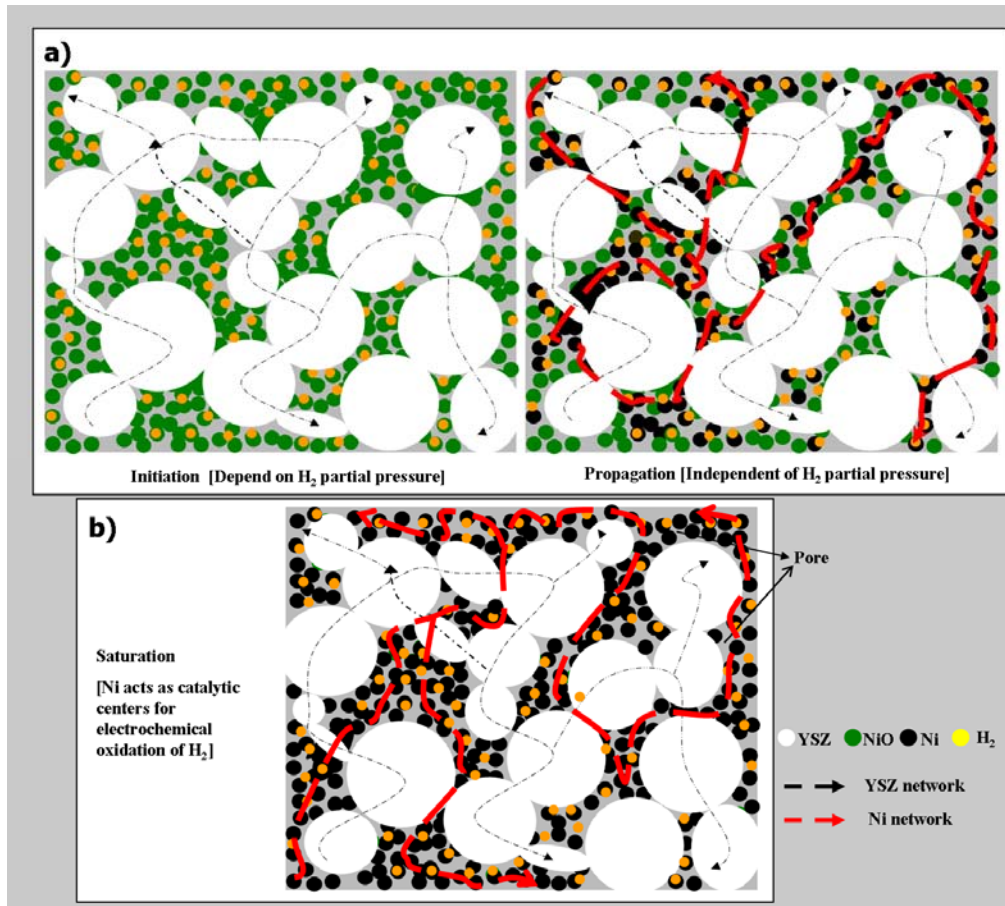 a)
Initiation [Depend on H₂ partial pressure]
Propagation [Independent of H₂ partial pressure]
b)
Pore
Saturation
[Ni acts as catalytic
centers for
electrochemical
oxidation of H₂]
YSZ NiO Ni H₂
YSZ network
Ni network